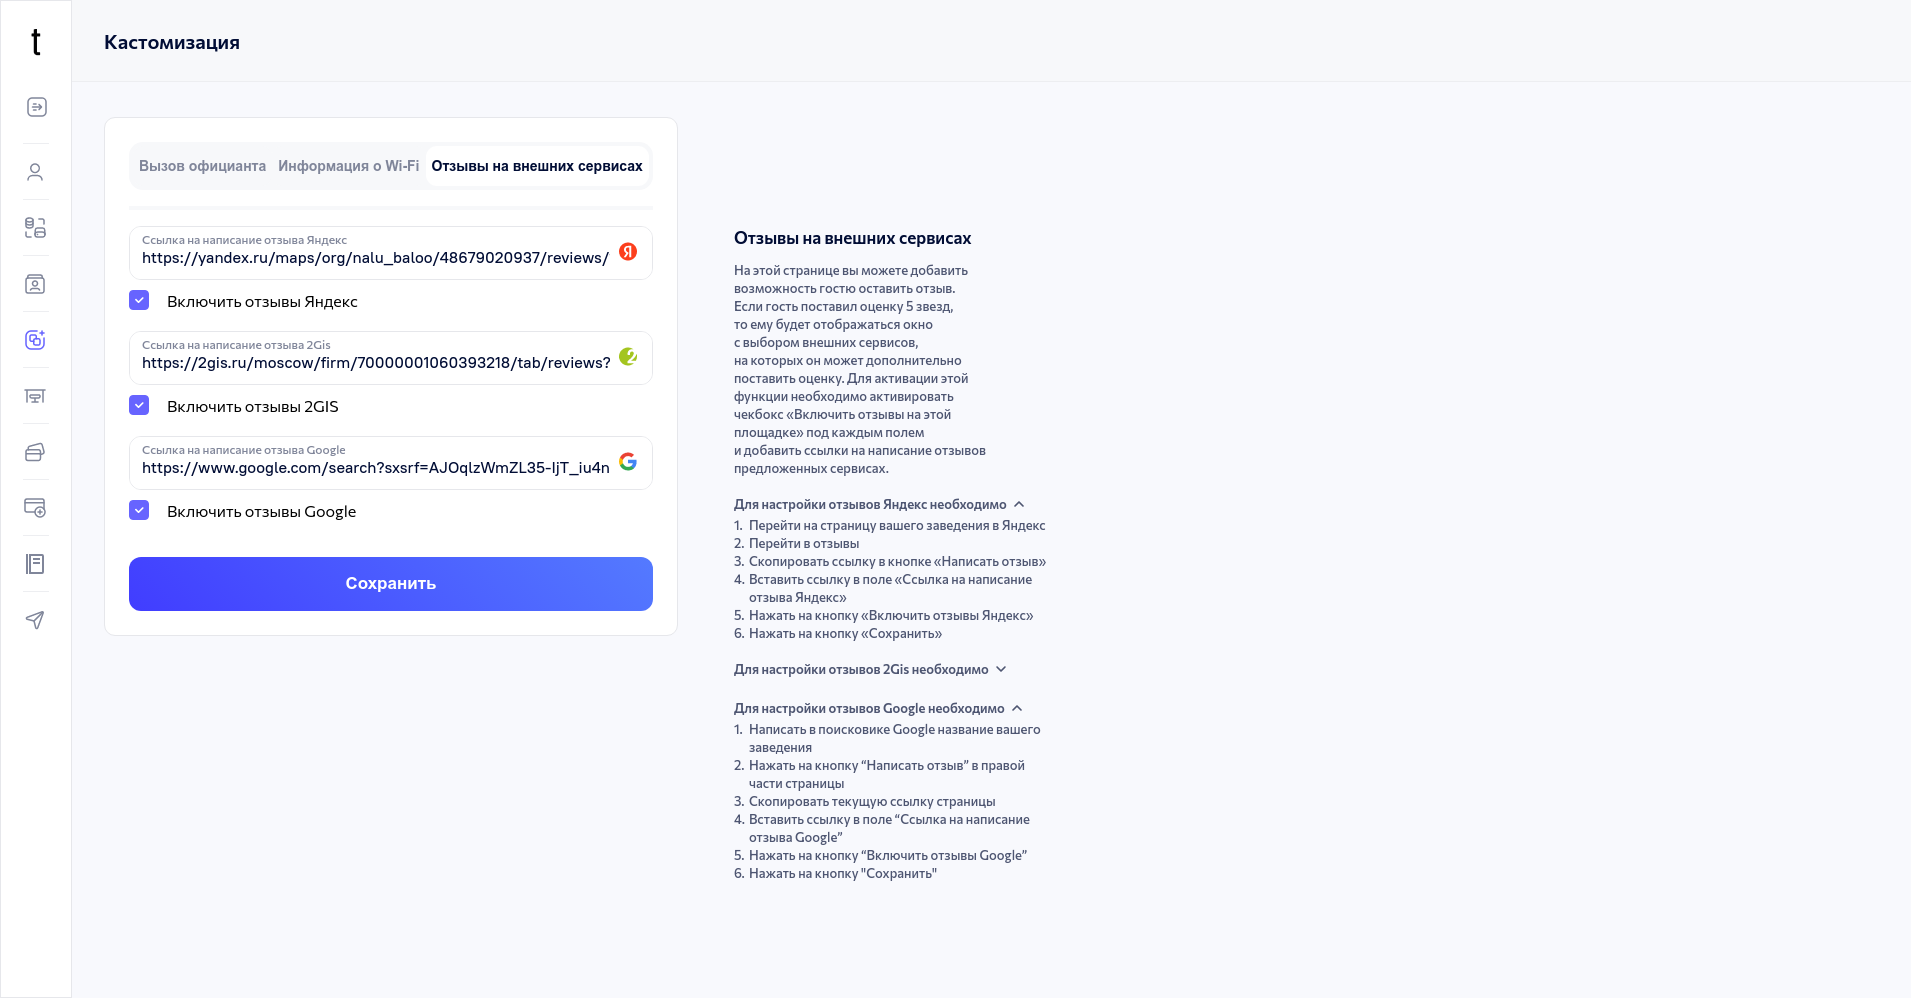 t
Кастомизация
Вызов официанта Информация о Wi-Fi Отзывы на внешних сервисах
Ссылка на написание отзыва Яндекс
https://yandex.ru/maps/org/nalu_baloo/48679020937/reviews/
Я
Включить отзывы Яндекс
Ссылка на написание отзыва 2Gis
https://2gis.ru/moscow/firm/70000001060393218/tab/reviews?
2
Включить отзывы 2GIS
Ссылка на написание отзыва Google
https://www.google.com/search?sxsrf=AJOqlzWmZL35-IjT_iu4n
G
Включить отзывы Google
Сохранить
Отзывы на внешних сервисах
На этой странице вы можете добавить
возможность гостю оставить отзыв.
Если гость поставил оценку 5 звезд,
то ему будет отображаться окно
с выбором внешних сервисов,
на которых он может дополнительно
поставить оценку. Для активации этой
функции необходимо активировать
чекбокс «Включить отзывы на этой
площадке» под каждым полем
и добавить ссылки на написание отзывов
предложенных сервисах.
Для настройки отзывов Яндекс необходимо
1. Перейти на страницу вашего заведения в Яндекс
2. Перейти в отзывы
3. Скопировать ссылку в кнопке «Написать отзыв»
4. Вставить ссылку в поле «Ссылка на написание
отзыва Яндекс»
5. Нажать на кнопку «Включить отзывы Яндекс»
6. Нажать на кнопку «Сохранить»
Для настройки отзывов 2Gis необходимо
Для настройки отзывов Google необходимо
1. Написать в поисковике Google название вашего
заведения
2. Нажать на кнопку “Написать отзыв” в правой
части страницы
3. Скопировать текущую ссылку страницы
4. Вставить ссылку в поле “Ссылка на написание
отзыва Google”
5. Нажать на кнопку “Включить отзывы Google”
6. Нажать на кнопку "Сохранить"